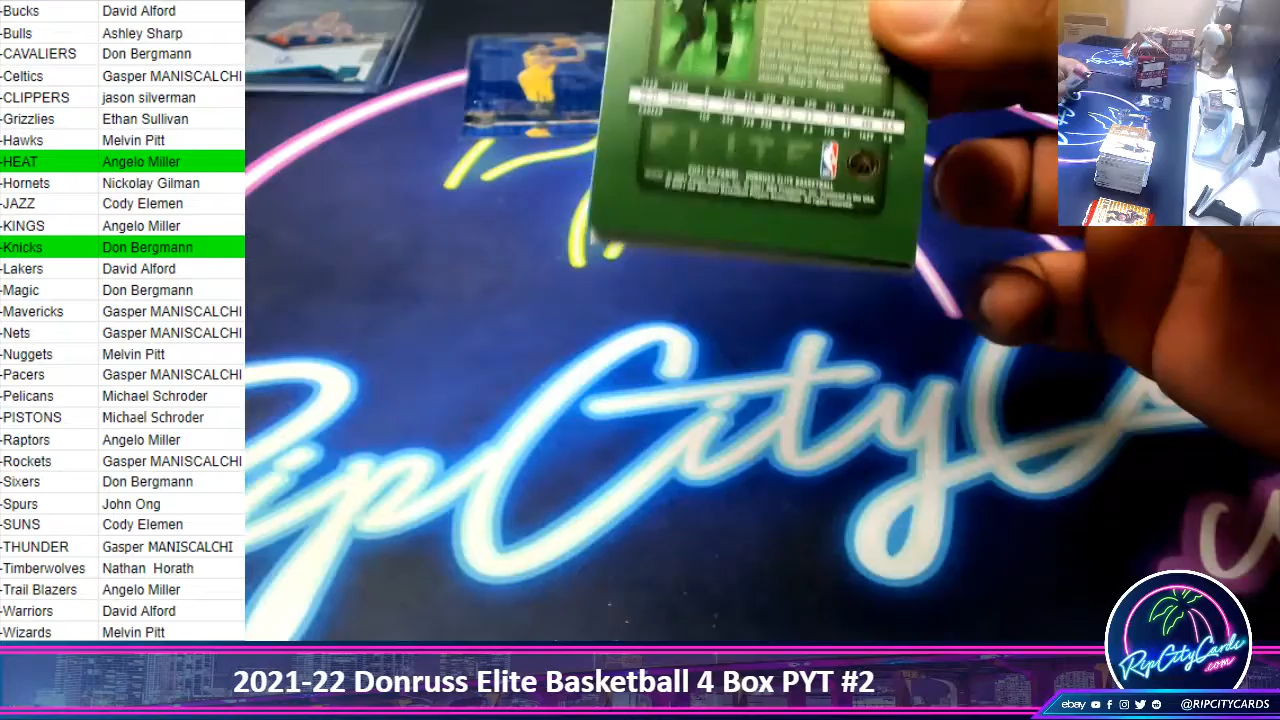 -Bucks David Alford
-Bulls Ashley Sharp
-CAVALIERS Don Bergmann
-Celtics Gasper MANISCALCHI
-CLIPPERS jason silverman
-Grizzlies Ethan Sullivan
-Hawks Melvin Pitt
-HEAT Angelo Miller
-Hornets Nickolay Gilman
-JAZZ Cody Elemen
-KINGS Angelo Miller
-Knicks Don Bergmann
-Lakers David Alford
-Magic Don Bergmann
-Mavericks Gasper MANISCALCHI
-Nets Gasper MANISCALCHI
-Nuggets Melvin Pitt
-Pacers Gasper MANISCALCHI
-Pelicans Michael Schroder
-PISTONS Michael Schroder
-Raptors Angelo Miller
-Rockets Gasper MANISCALCHI
-Sixers Don Bergmann
-Spurs John Ong
-SUNS Cody Elemen
-THUNDER Gasper MANISCALCHI
-Timberwolves Nathan Horath
-Trail Blazers Angelo Miller
-Warriors David Alford
-Wizards Melvin Pitt
ELITE
RipCityC
RipCityCards
.com
2021-22 Donruss Elite Basketball 4 Box PYT #2
ebay @RIPCITYCARDS